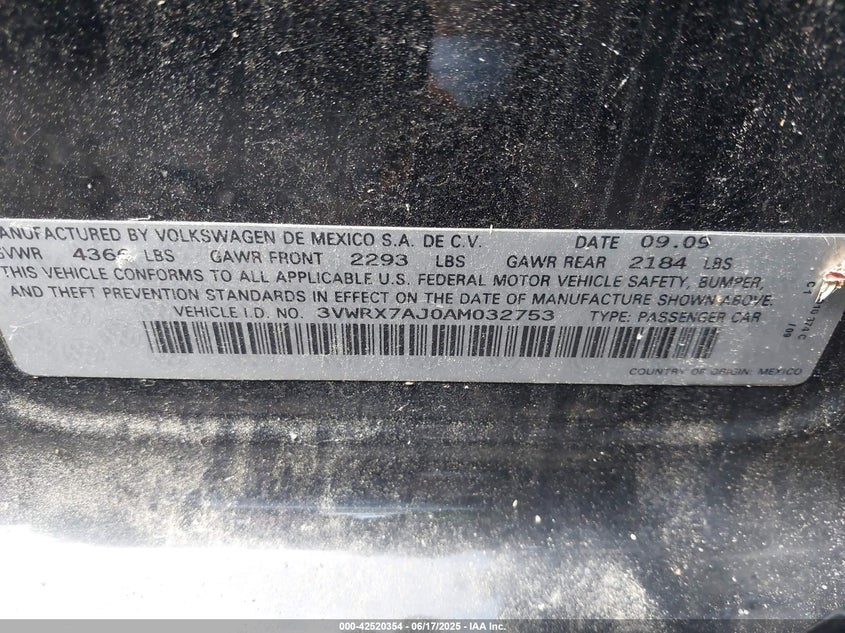 MANUFACTURED BY VOLKSWAGEN DE MEXICO S.A. DE C.V. DATE 09.09
GVWR 4366 LBS GAWR FRONT 2293 LBS GAWR REAR 2184 LBS
THIS VEHICLE CONFORMS TO ALL APPLICABLE U.S. FEDERAL MOTOR VEHICLE SAFETY, BUMPER,
AND THEFT PREVENTION STANDARDS IN EFFECT ON THE DATE OF MANUFACTURE SHOWN ABOVE.
VEHICLE I.D. NO. 3VWRX7AJ0AM032753 TYPE: PASSENGER CAR
COUNTRY OF ORIGIN: MEXICO
000-42520354 - 06/17/2025 - IAA Inc.